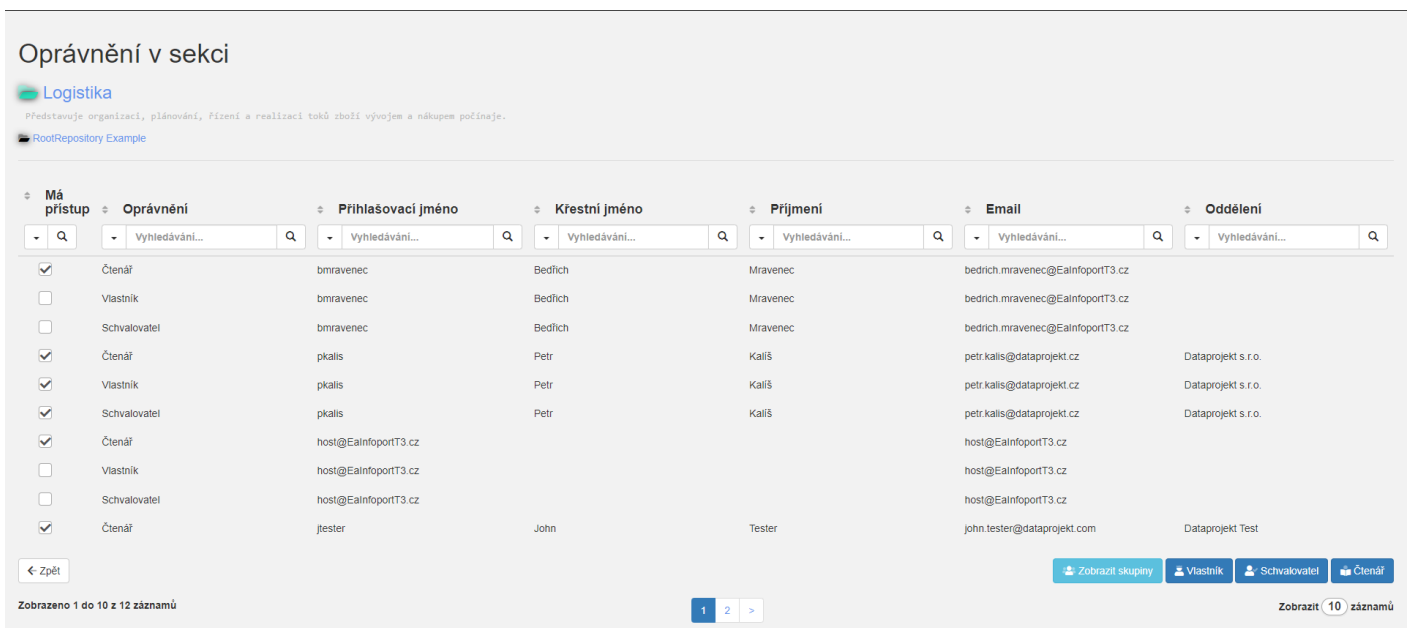 Oprávnění v sekci
Logistika
Představuje organizaci, plánování, řízení a realizaci toků zboží vývojem a nákupem počínaje.
RootRepository Example
Má přístup Oprávnění Přihlašovací jméno Křestní jméno Příjmení Email Oddělení
Vyhledávání... Vyhledávání... Vyhledávání... Vyhledávání... Vyhledávání... Vyhledávání...
Čtenář bmravenec Bedřich Mravenec bedrich.mravenec@EaInfoportT3.cz
Vlastník bmravenec Bedřich Mravenec bedrich.mravenec@EaInfoportT3.cz
Schvalovatel bmravenec Bedřich Mravenec bedrich.mravenec@EaInfoportT3.cz
Čtenář pkalis Petr Kalíš petr.kalis@dataprojekt.cz Dataprojekt s.r.o.
Vlastník pkalis Petr Kalíš petr.kalis@dataprojekt.cz Dataprojekt s.r.o.
Schvalovatel pkalis Petr Kalíš petr.kalis@dataprojekt.cz Dataprojekt s.r.o.
Čtenář host@EaInfoportT3.cz host@EaInfoportT3.cz
Vlastník host@EaInfoportT3.cz host@EaInfoportT3.cz
Schvalovatel host@EaInfoportT3.cz host@EaInfoportT3.cz
Čtenář jtester John Tester john.tester@dataprojekt.com Dataprojekt Test
Zpět Zobrazit skupiny Vlastník Schvalovatel Čtenář
Zobrazeno 1 do 10 z 12 záznamů 1 2 > Zobrazit 10 záznamů